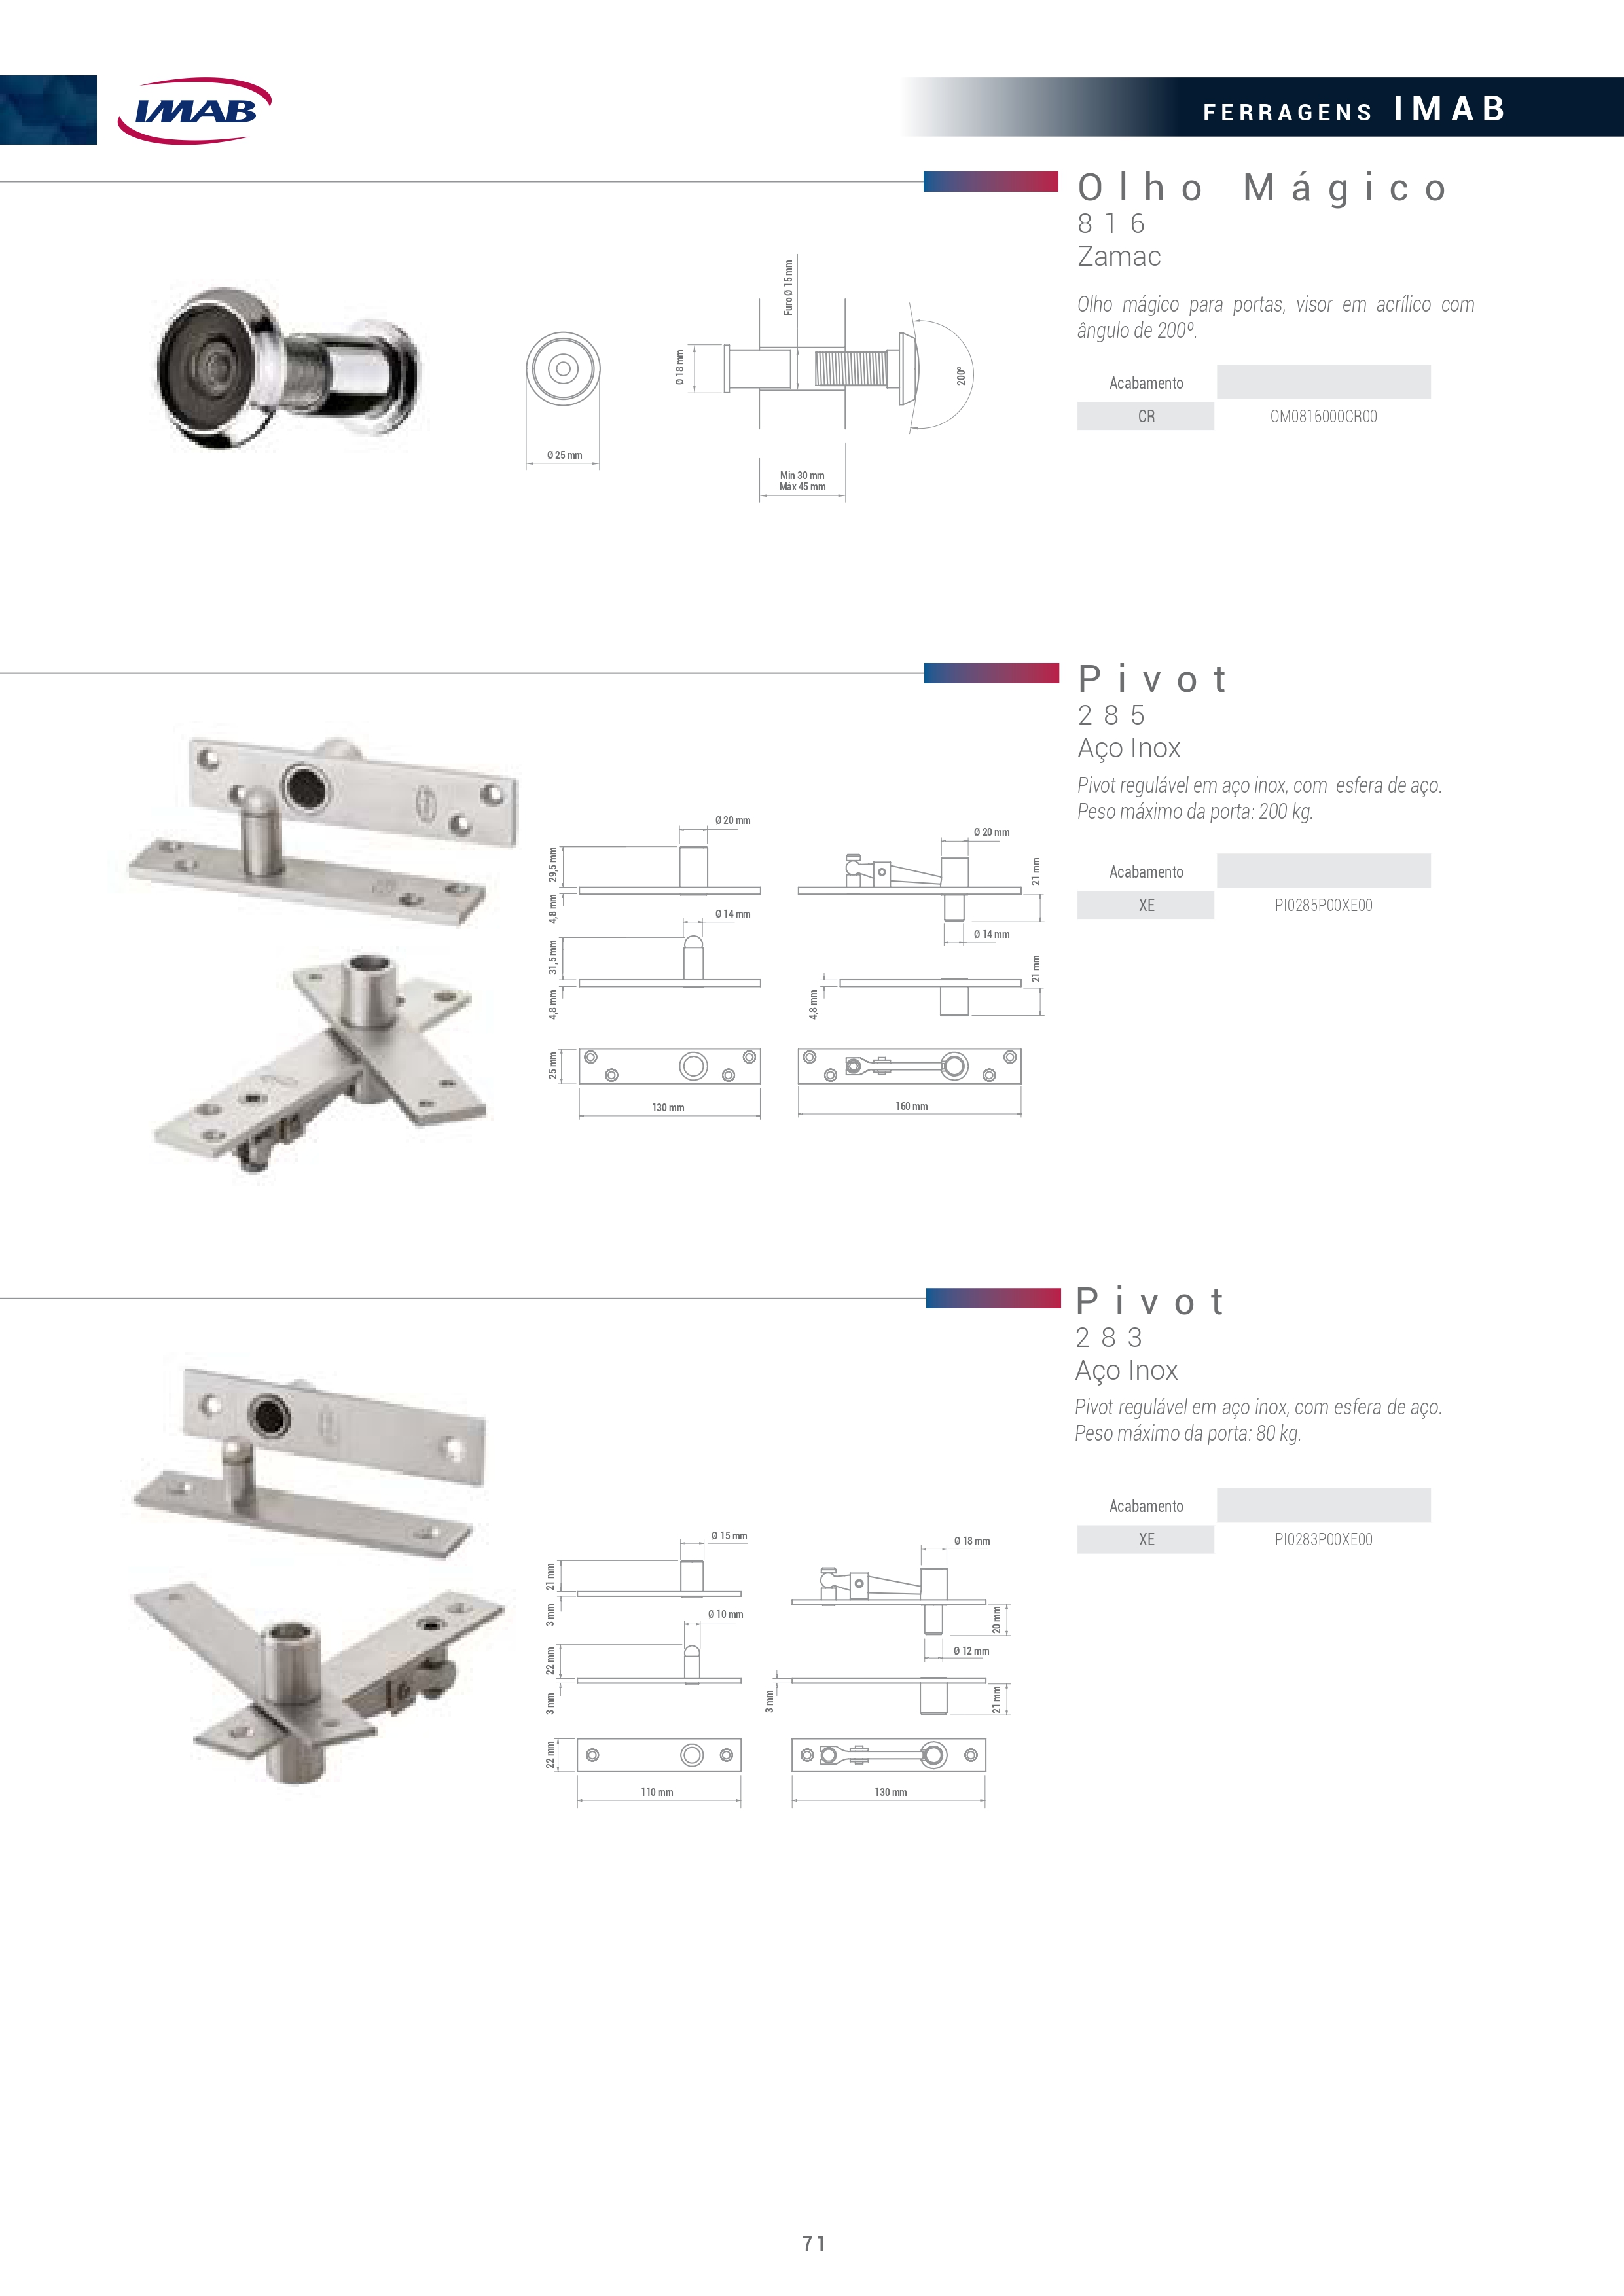 IMAB
FERRAGENS IMAB
Olho Mágico
816
Zamac
Olho mágico para portas, visor em acrílico com
ângulo de 200º.
Acabamento
CR OM0816000CR00
Ø 25 mm
Ø 18 mm
Furo Ø 15 mm
200º
Min 30 mm
Máx 45 mm
Pivot
285
Aço Inox
Pivot regulável em aço inox, com esfera de aço.
Peso máximo da porta: 200 kg.
Acabamento
XE PI0285P00XE00
Ø 20 mm
29,5 mm
4,8 mm
Ø 14 mm
31,5 mm
4,8 mm
25 mm
130 mm
Ø 20 mm
21 mm
Ø 14 mm
21 mm
4,8 mm
160 mm
Pivot
283
Aço Inox
Pivot regulável em aço inox, com esfera de aço.
Peso máximo da porta: 80 kg.
Acabamento
XE PI0283P00XE00
Ø 15 mm
21 mm
3 mm
Ø 10 mm
22 mm
3 mm
22 mm
110 mm
Ø 18 mm
20 mm
Ø 12 mm
3 mm
21 mm
130 mm
71